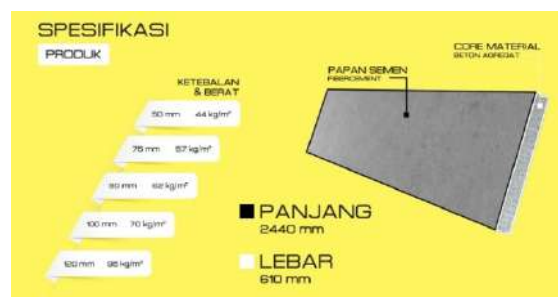 SPESIFIKASI
PRODUK
KETEBALAN
& BERAT
50 mm 44 kg/m²
75 mm 57 kg/m²
90 mm 62 kg/m²
100 mm 70 kg/m²
120 mm kg/m²
CORE MATERIAL
BETON AGREGAT
PAPAN SEMEN
FIBERCEMENT
PANJANG
2440 mm
LEBAR
610 mm